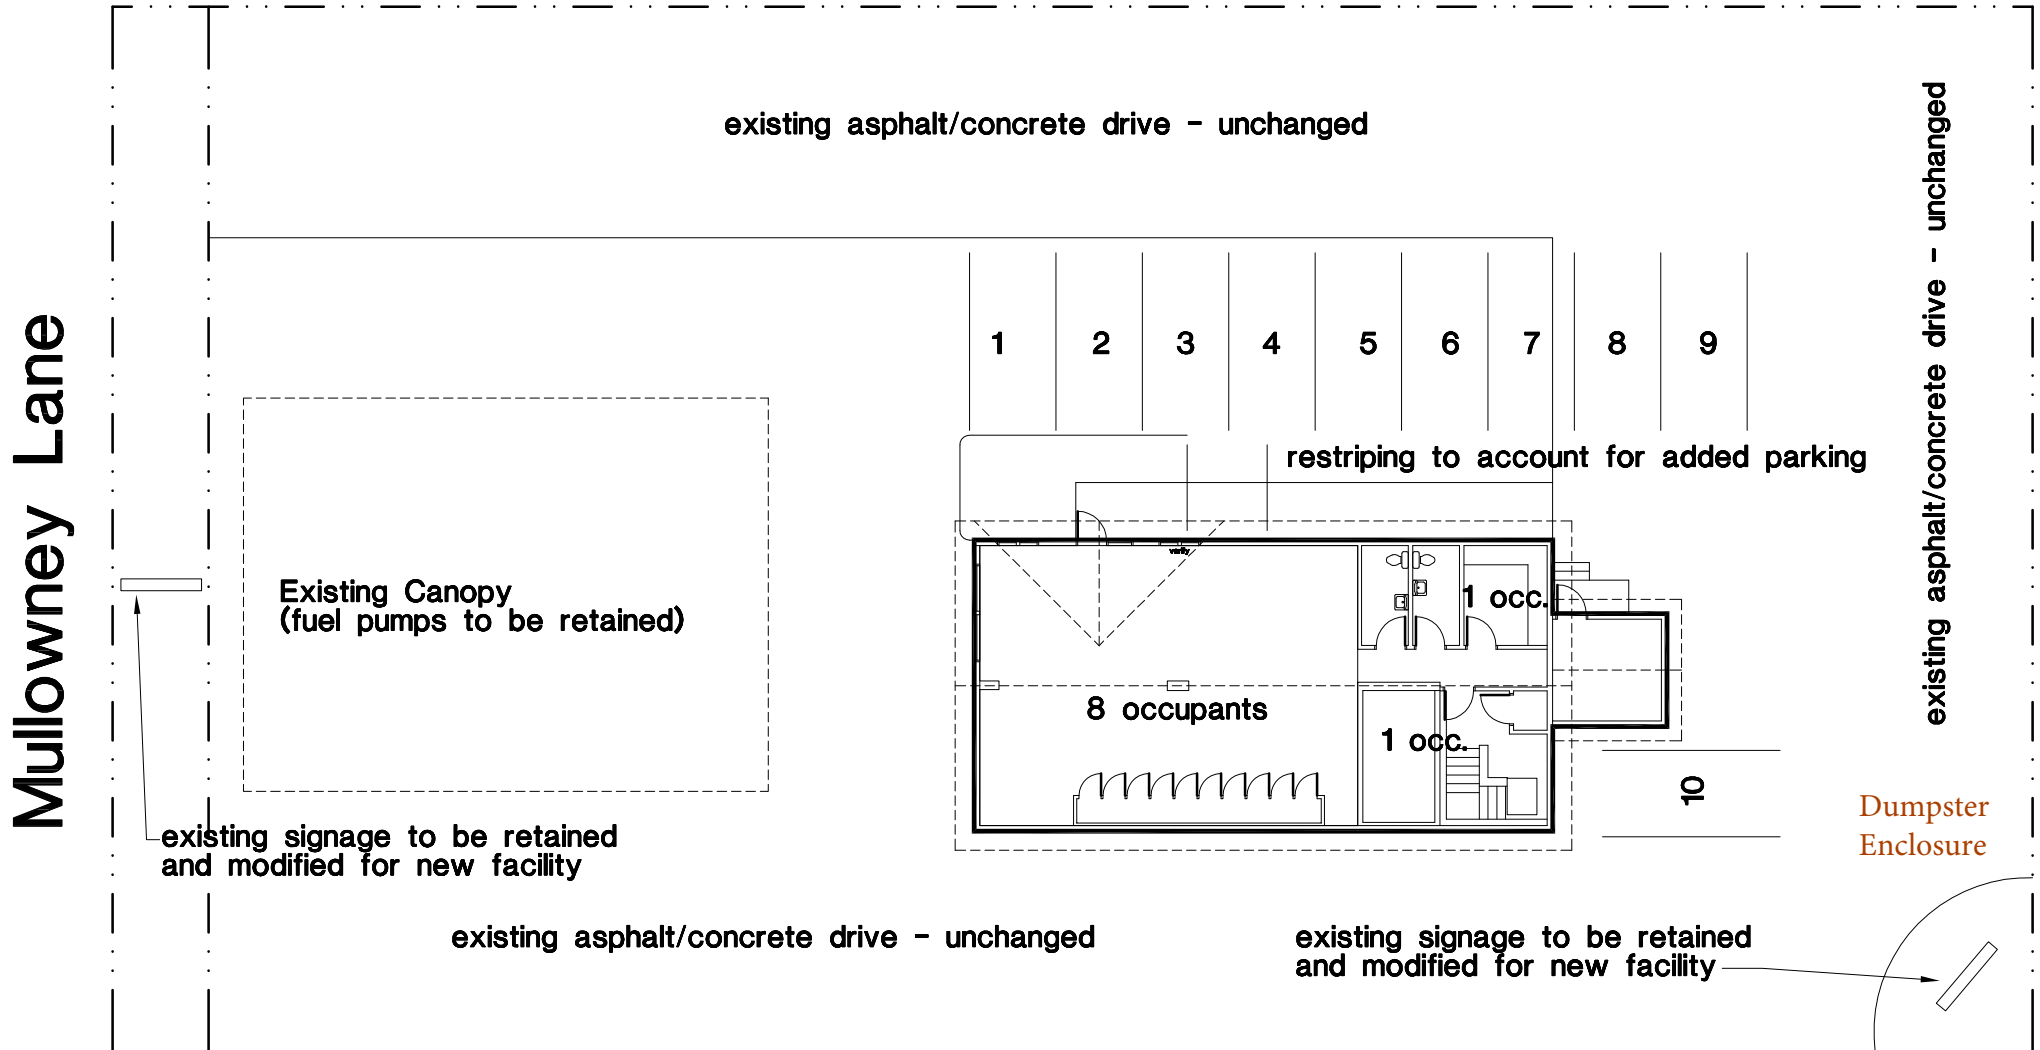 existing asphalt/concrete drive - unchanged
existing asphalt/concrete drive - unchanged
Mullowney Lane
1 2 3 4 5 6 7 8 9
restriping to account for added parking
verify
Existing Canopy
(fuel pumps to be retained)
1 occ.
8 occupants
1 occ.
10
Dumpster
Enclosure
existing signage to be retained
and modified for new facility
existing asphalt/concrete drive - unchanged
existing signage to be retained
and modified for new facility